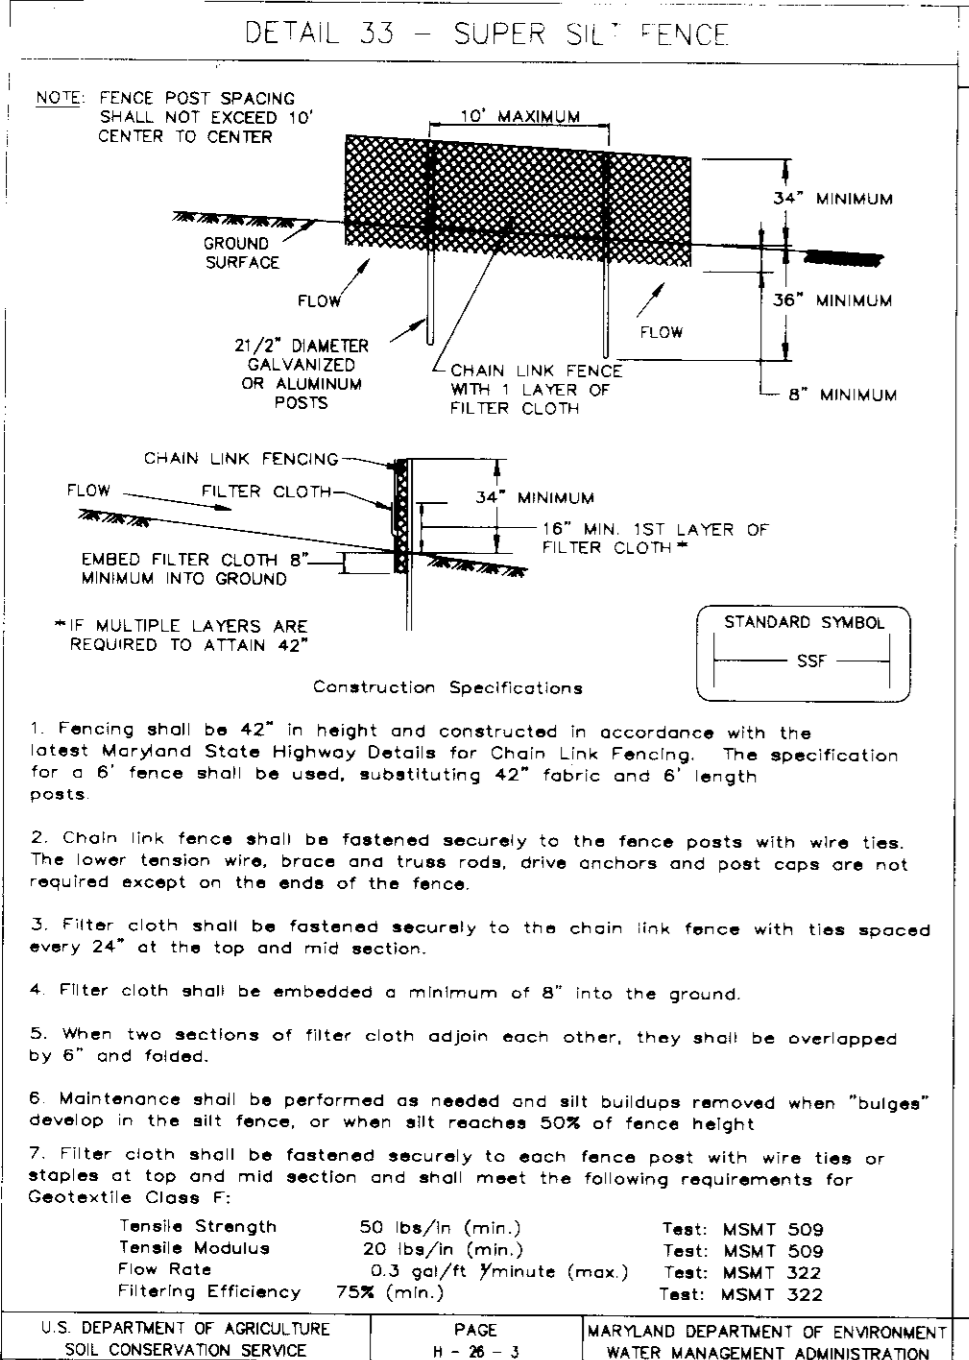 DETAIL 33 – SUPER SILT FENCE
NOTE: FENCE POST SPACING
SHALL NOT EXCEED 10'
CENTER TO CENTER
10' MAXIMUM
34" MINIMUM
GROUND
SURFACE
FLOW
36" MINIMUM
FLOW
21/2" DIAMETER
GALVANIZED
OR ALUMINUM
POSTS
CHAIN LINK FENCE
WITH 1 LAYER OF
FILTER CLOTH
8" MINIMUM
CHAIN LINK FENCING
FLOW
FILTER CLOTH
34" MINIMUM
16" MIN. 1ST LAYER OF
FILTER CLOTH*
EMBED FILTER CLOTH 8"
MINIMUM INTO GROUND
*IF MULTIPLE LAYERS ARE
REQUIRED TO ATTAIN 42"
STANDARD SYMBOL
SSF
Construction Specifications
1. Fencing shall be 42" in height and constructed in accordance with the
latest Maryland State Highway Details for Chain Link Fencing. The specification
for a 6' fence shall be used, substituting 42" fabric and 6' length
posts.
2. Chain link fence shall be fastened securely to the fence posts with wire ties.
The lower tension wire, brace and truss rods, drive anchors and post caps are not
required except on the ends of the fence.
3. Filter cloth shall be fastened securely to the chain link fence with ties spaced
every 24" at the top and mid section.
4. Filter cloth shall be embedded a minimum of 8" into the ground.
5. When two sections of filter cloth adjoin each other, they shall be overlapped
by 6" and folded.
6. Maintenance shall be performed as needed and silt buildups removed when "bulges"
develop in the silt fence, or when silt reaches 50% of fence height
7. Filter cloth shall be fastened securely to each fence post with wire ties or
staples at top and mid section and shall meet the following requirements for
Geotextile Class F:
Tensile Strength 50 lbs/in (min.) Test: MSMT 509
Tensile Modulus 20 lbs/in (min.) Test: MSMT 509
Flow Rate 0.3 gal/ft /minute (max.) Test: MSMT 322
Filtering Efficiency 75% (min.) Test: MSMT 322
U.S. DEPARTMENT OF AGRICULTURE
SOIL CONSERVATION SERVICE
PAGE
H - 26 - 3
MARYLAND DEPARTMENT OF ENVIRONMENT
WATER MANAGEMENT ADMINISTRATION